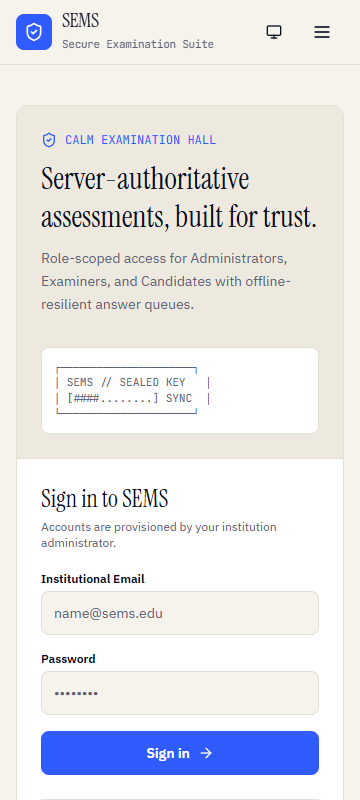 SEMS
Secure Examination Suite
CALM EXAMINATION HALL
Server-authoritative
assessments, built for trust.
Role-scoped access for Administrators,
Examiners, and Candidates with offline-
resilient answer queues.
┌──────────────────────┐
│ SEMS // SEALED KEY   │
│ [####........] SYNC  │
└──────────────────────┘
Sign in to SEMS
Accounts are provisioned by your institution
administrator.
Institutional Email
name@sems.edu
Password
••••••••
Sign in →